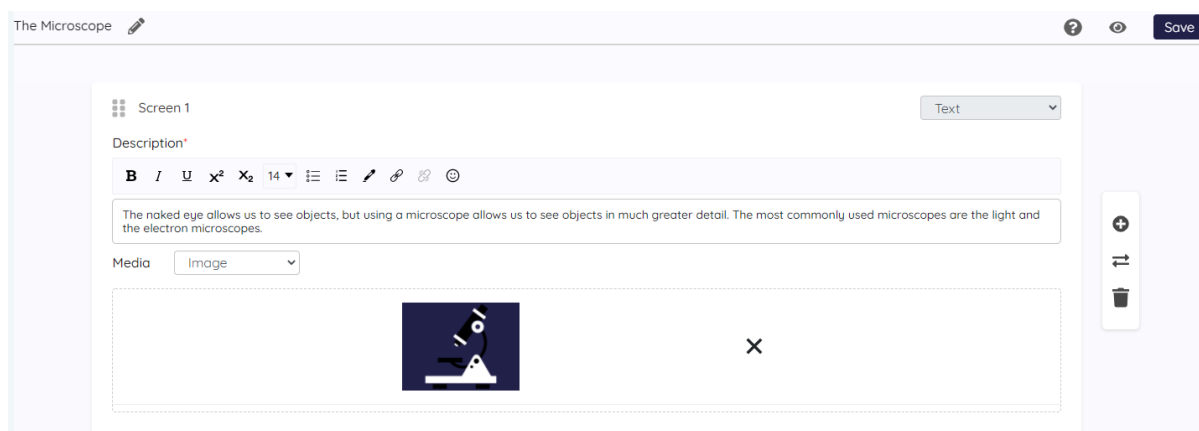 The Microscope
Save
Screen 1
Text
Description*
B I U X² X₂ 14
The naked eye allows us to see objects, but using a microscope allows us to see objects in much greater detail. The most commonly used microscopes are the light and
the electron microscopes.
Media
Image